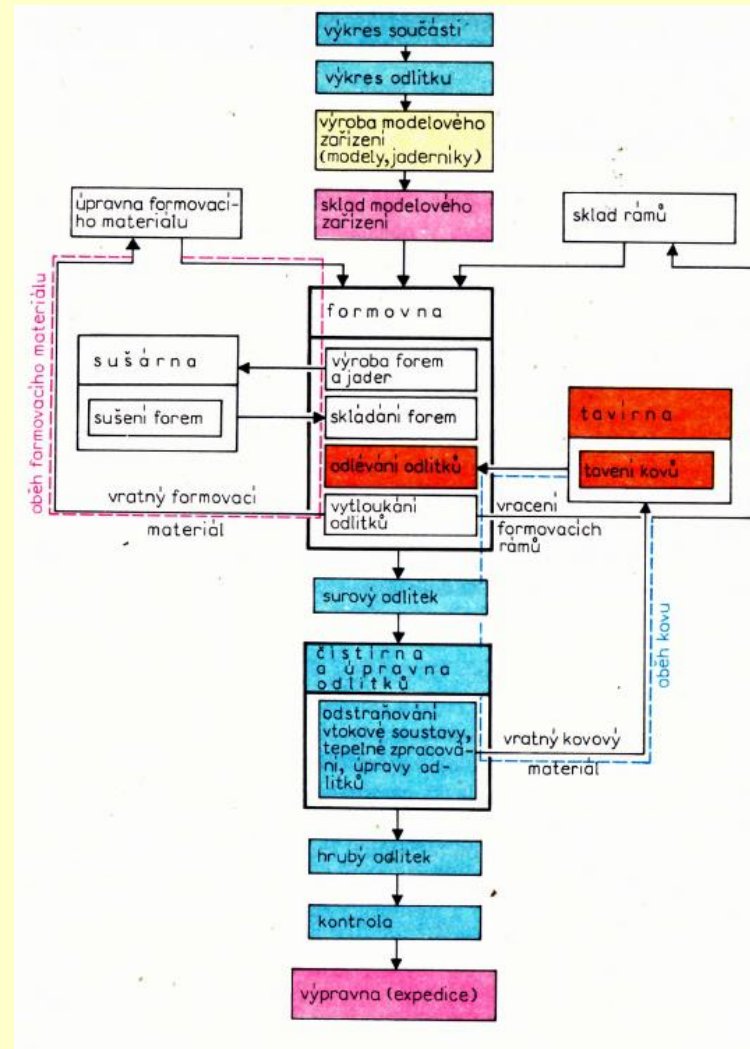 výkres součásti
výkres odlitku
výroba modelového
zařízení
(modely, jaderníky)
úpravna formovací-
ho materiálu
sklad modelového
zařízení
sklad rámů
formovna
sušárna
sušení forem
výroba forem
a jader
skládání forem
odlévání odlitků
vytloukání
odlitků
tavírna
tavení kovů
oběh formovacího materiálu
vratný formovací
materiál
vracení
formovacích
rámů
surový odlitek
čistírna
a úpravna
odlitků
odstraňování
vtokové soustavy,
tepelné zpracová-
ní, úpravy od-
litků
vratný kovový
materiál
oběh kovu
hrubý odlitek
kontrola
výpravna (expedice)